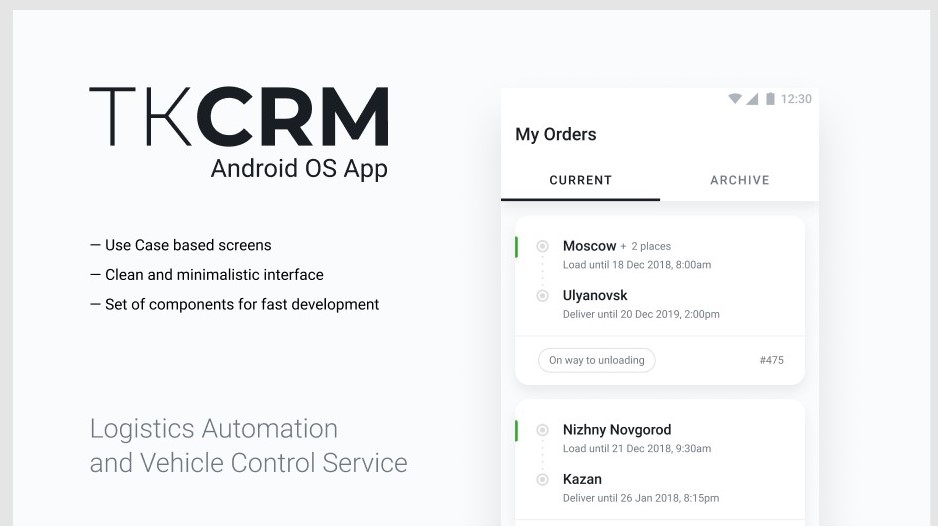 TKCRM
Android OS App
— Use Case based screens
— Clean and minimalistic interface
— Set of components for fast development
Logistics Automation
and Vehicle Control Service
12:30
My Orders
CURRENT ARCHIVE
Moscow + 2 places
Load until 18 Dec 2018, 8:00am
Ulyanovsk
Deliver until 20 Dec 2019, 2:00pm
On way to unloading #475
Nizhny Novgorod
Load until 21 Dec 2018, 9:30am
Kazan
Deliver until 26 Jan 2018, 8:15pm